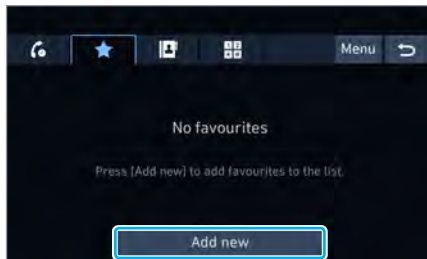 Menu
No favourites
Press [Add new] to add favourites to the list.
Add new